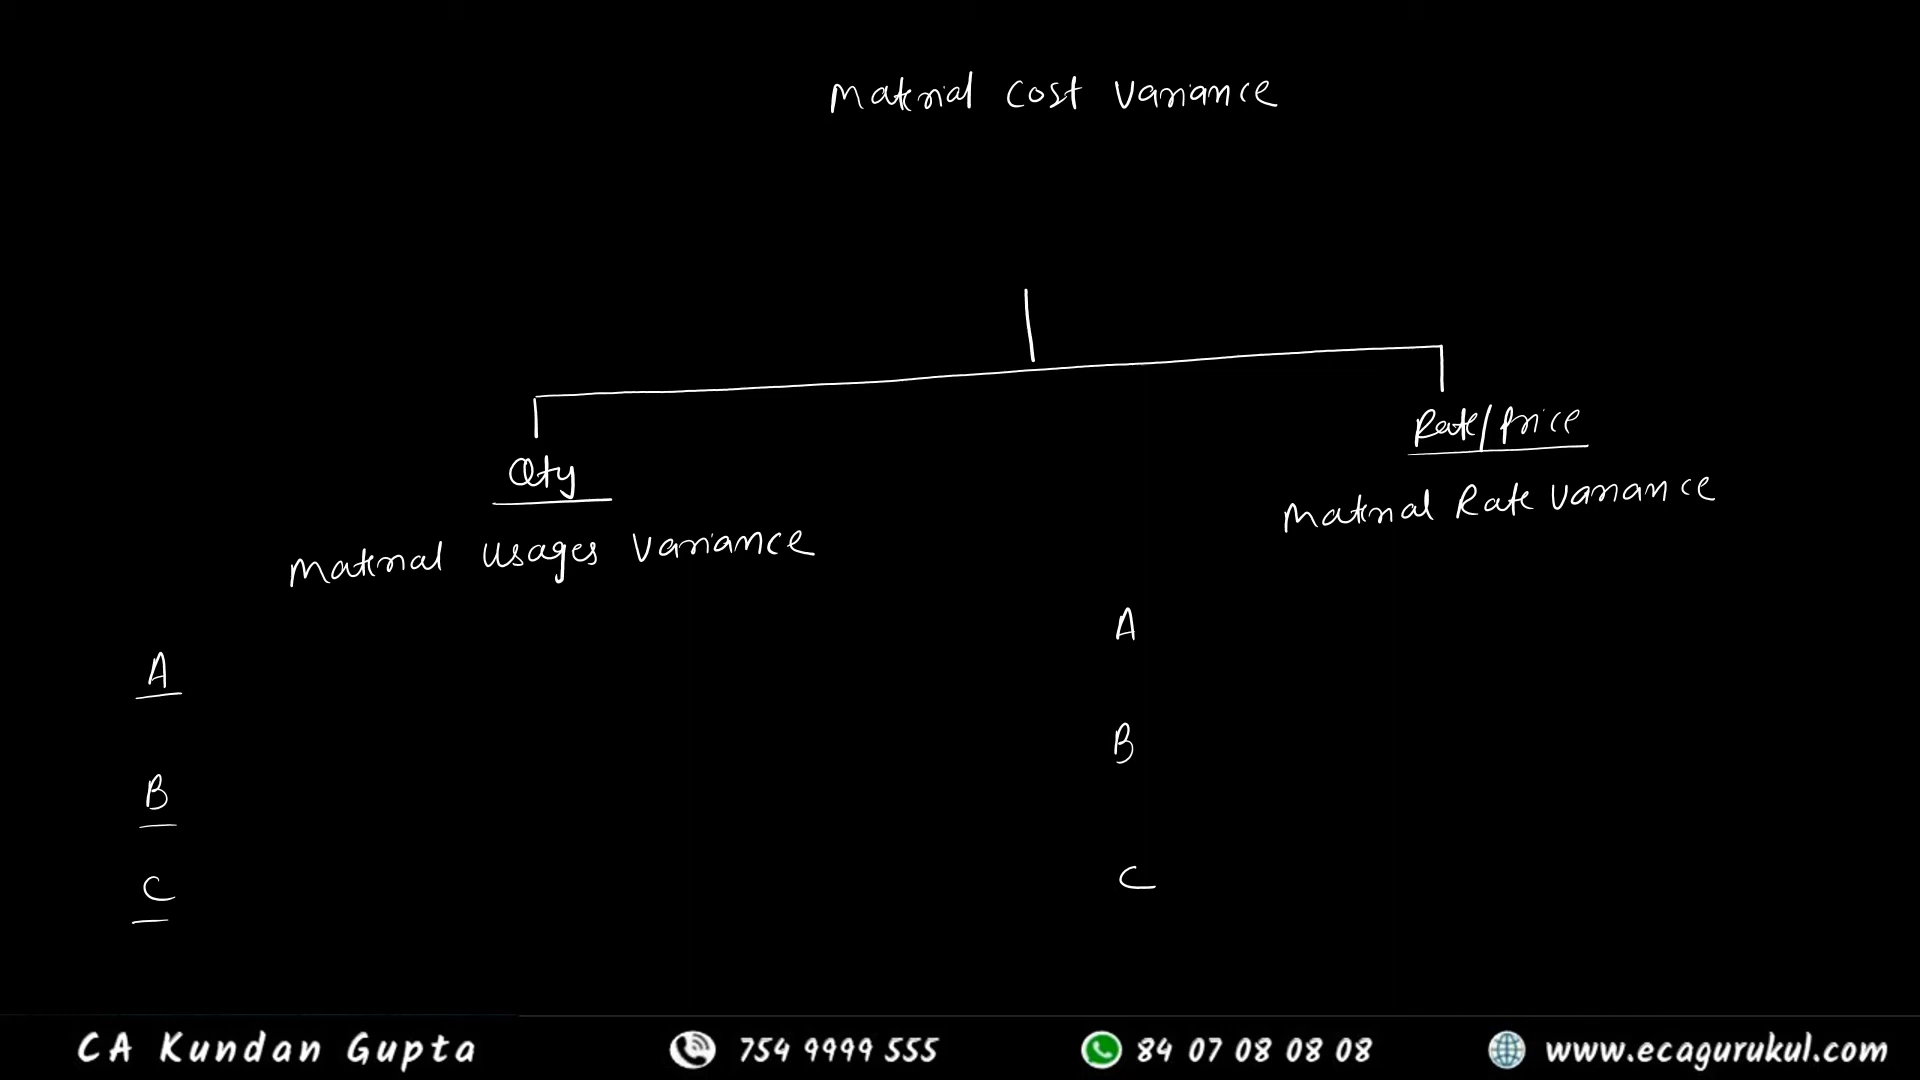 Material Cost Variance
Qty
Material Usages Variance
A
B
C
Rate/Price
Material Rate Variance
A
B
C
CA Kundan Gupta
754 9999 555
84 07 08 08 08
www.ecagurukul.com